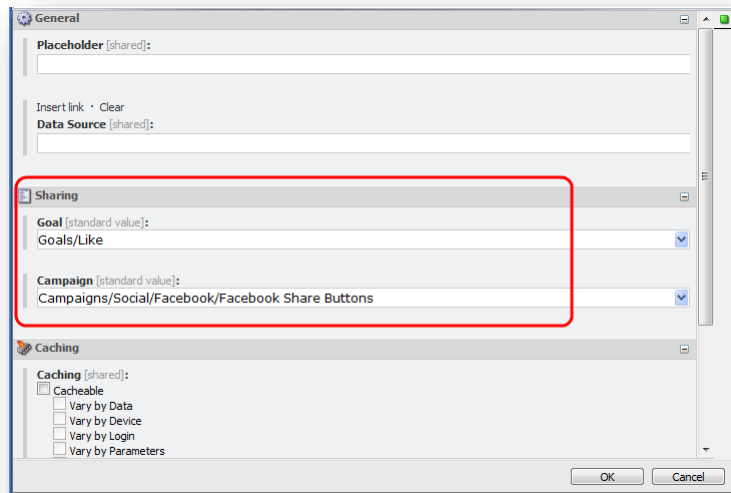 General
Placeholder [shared]:
Insert link · Clear
Data Source [shared]:
Sharing
Goal [standard value]:
Goals/Like
Campaign [standard value]:
Campaigns/Social/Facebook/Facebook Share Buttons
Caching
Caching [shared]:
Cacheable
Vary by Data
Vary by Device
Vary by Login
Vary by Parameters
OK Cancel